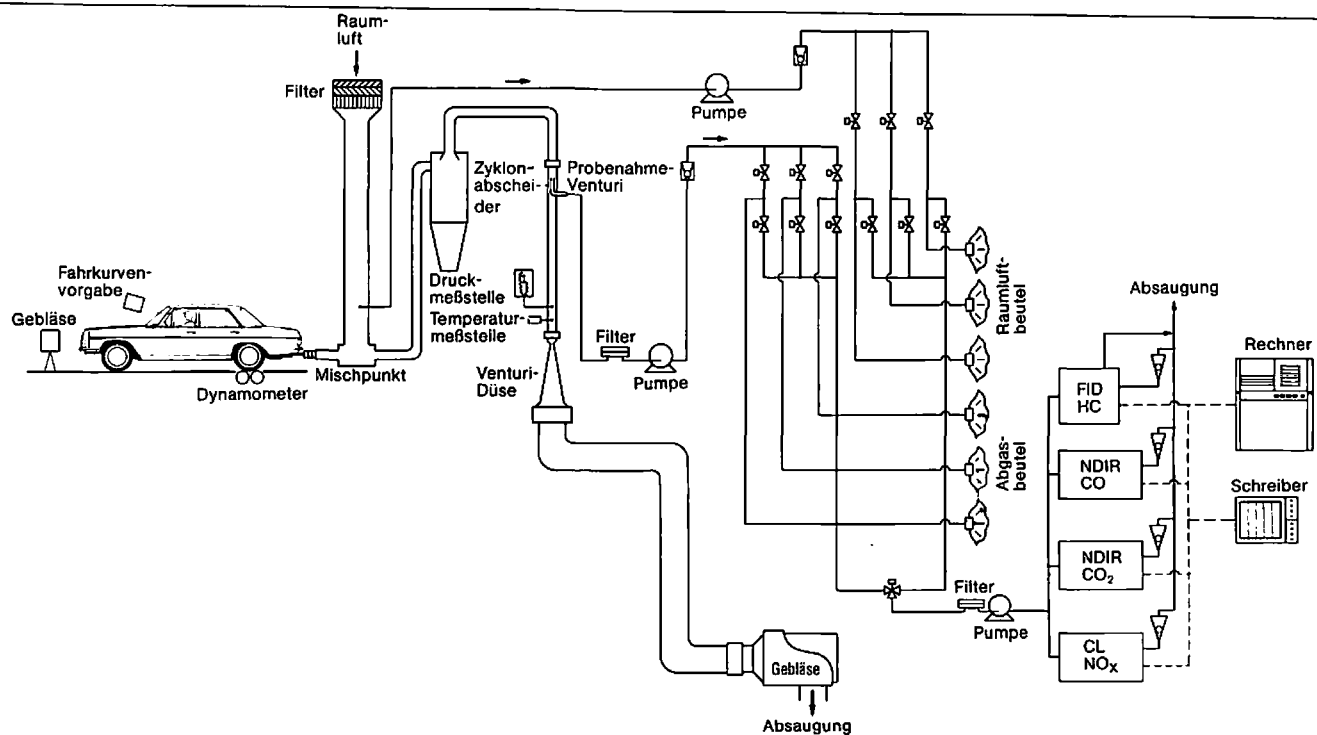 Raum-
luft
Filter
Pumpe
Zyklon-
abschei-
der
Probenahme-
Venturi
Druck-
meßstelle
Temperatur-
meßstelle
Fahrkurven-
vorgabe
Gebläse
Dynamometer
Mischpunkt
Venturi-
Düse
Filter
Pumpe
Raumluft-
beutel
Abgas-
beutel
Gebläse
Absaugung
Filter
Pumpe
Absaugung
FID
HC
NDIR
CO
NDIR
CO₂
CL
NOx
Rechner
Schreiber